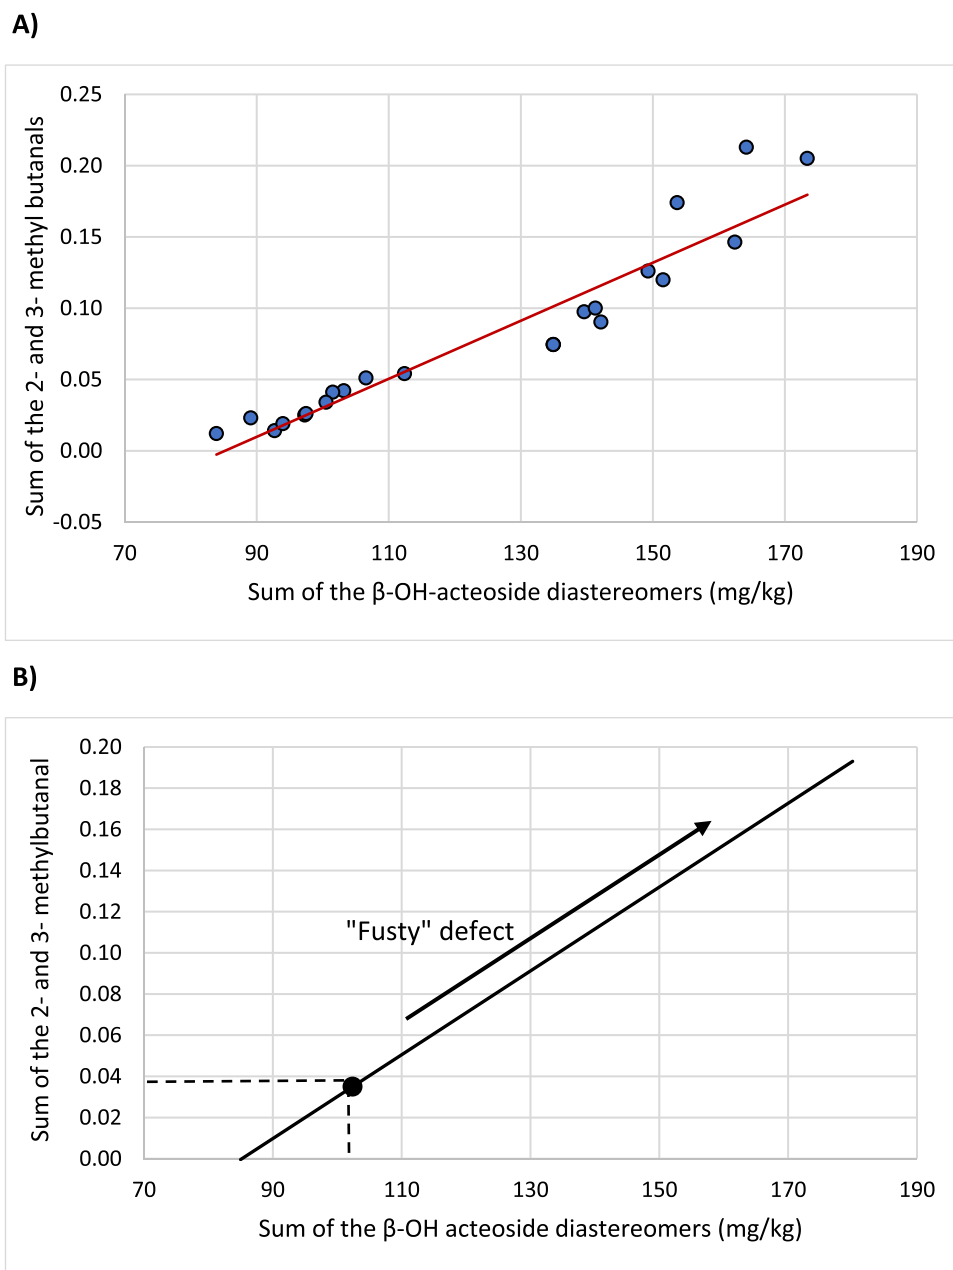 A)
Sum of the 2- and 3- methyl butanals
0.25
0.20
0.15
0.10
0.05
0.00
-0.05
70 90 110 130 150 170 190
Sum of the β-OH-acteoside diastereomers (mg/kg)
B)
Sum of the 2- and 3- methylbutanal
0.20
0.18
0.16
0.14
0.12
"Fusty" defect
0.10
0.08
0.06
0.04
0.02
0.00
70 90 110 130 150 170 190
Sum of the β-OH acteoside diastereomers (mg/kg)